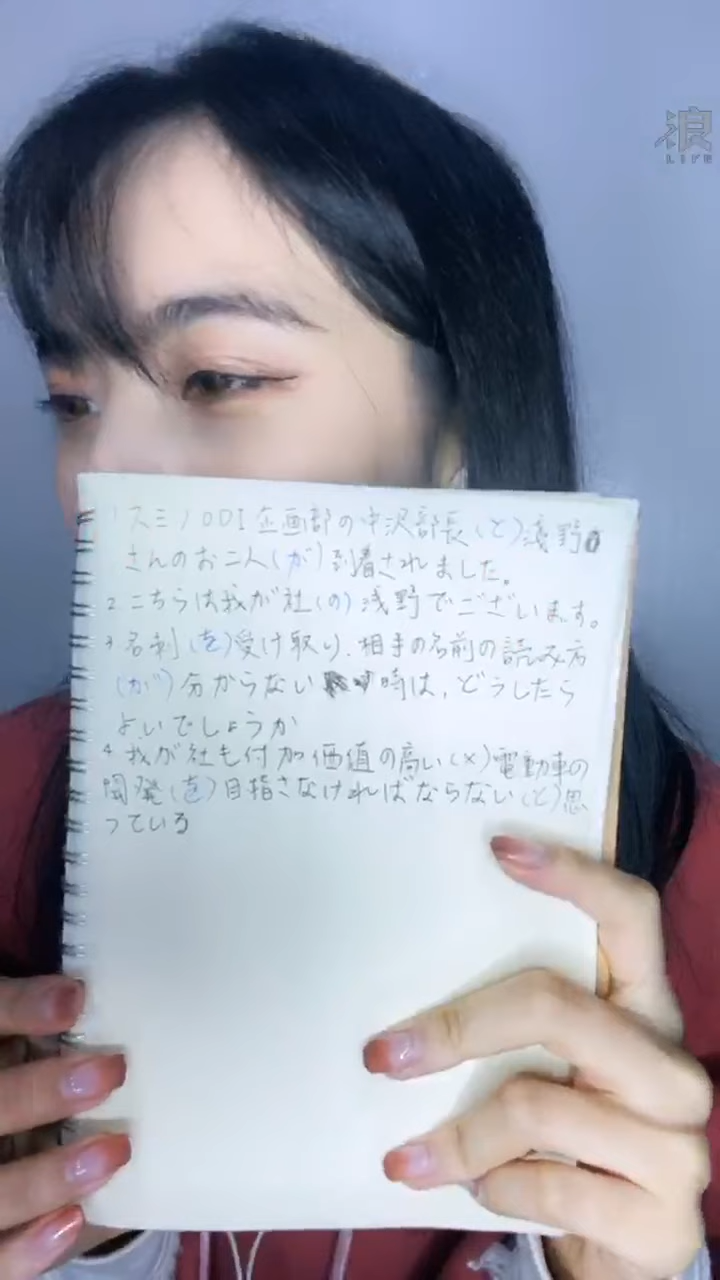 浪
LIFE
1 スミノODI企画部の中沢部長(と)浅野
さんのお二人(が)到着されました。
2 こちらは我が社(の)浅野でございます。
3 名刺(を)受け取り、相手の名前の読み方
(が)分からない 時は、どうしたら
よいでしょうか
4 我が社も付加価値の高い(×)電動車の
開発(を)目指さなければならない(と)思
っている